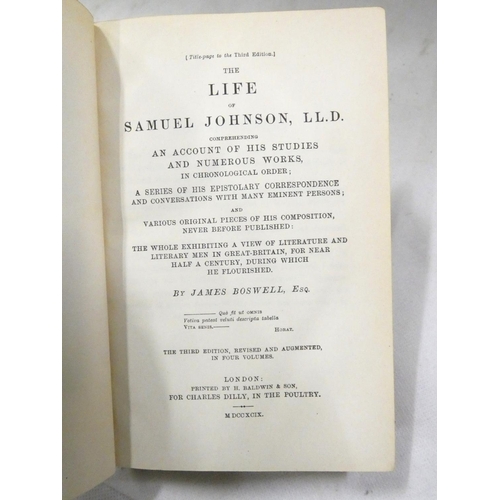 [Title-page to the Third Edition.]
THE
LIFE
OF
SAMUEL JOHNSON, LL.D.
COMPREHENDING
AN ACCOUNT OF HIS STUDIES
AND NUMEROUS WORKS,
IN CHRONOLOGICAL ORDER;
A SERIES OF HIS EPISTOLARY CORRESPONDENCE
AND CONVERSATIONS WITH MANY EMINENT PERSONS;
AND
VARIOUS ORIGINAL PIECES OF HIS COMPOSITION,
NEVER BEFORE PUBLISHED:
THE WHOLE EXHIBITING A VIEW OF LITERATURE AND
LITERARY MEN IN GREAT-BRITAIN, FOR NEAR
HALF A CENTURY, DURING WHICH
HE FLOURISHED.
BY JAMES BOSWELL, ESQ.
Quò fit ut OMNIS
Votiva pateat veluti descripta tabella
VITA SENIS.
HORAT.
THE THIRD EDITION, REVISED AND AUGMENTED,
IN FOUR VOLUMES.
LONDON:
PRINTED BY H. BALDWIN & SON,
FOR CHARLES DILLY, IN THE POULTRY.
MDCCXCIX.